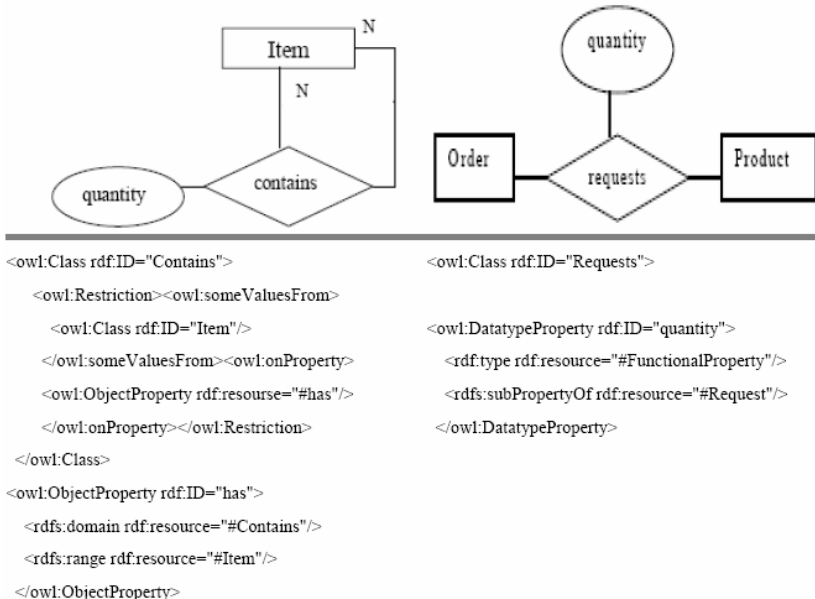 N
Item
N
quantity
contains
quantity
Order
requests
Product
<owl:Class rdf:ID="Contains">
<owl:Restriction><owl:someValuesFrom>
<owl:Class rdf:ID="Item"/>
</owl:someValuesFrom><owl:onProperty>
<owl:ObjectProperty rdf:resourse="#has"/>
</owl:onProperty></owl:Restriction>
</owl:Class>
<owl:ObjectProperty rdf:ID="has">
<rdfs:domain rdf:resource="#Contains"/>
<rdfs:range rdf:resource="#Item"/>
</owl:ObjectProperty>
<owl:Class rdf:ID="Requests">
<owl:DatatypeProperty rdf:ID="quantity">
<rdf:type rdf:resource="#FunctionalProperty"/>
<rdfs:subPropertyOf rdf:resource="#Request"/>
</owl:DatatypeProperty>